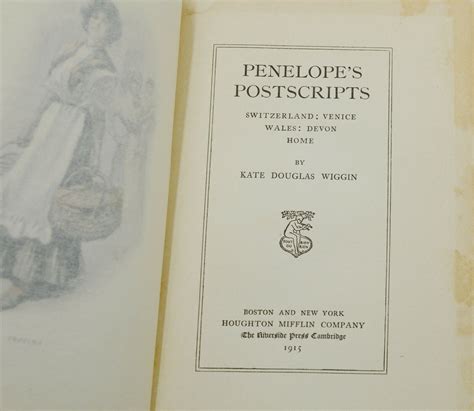 PENELOPE'S
POSTSCRIPTS
SWITZERLAND: VENICE
WALES: DEVON
HOME
BY
KATE DOUGLAS WIGGIN
BOSTON AND NEW YORK
HOUGHTON MIFFLIN COMPANY
The Riverside Press Cambridge
1915